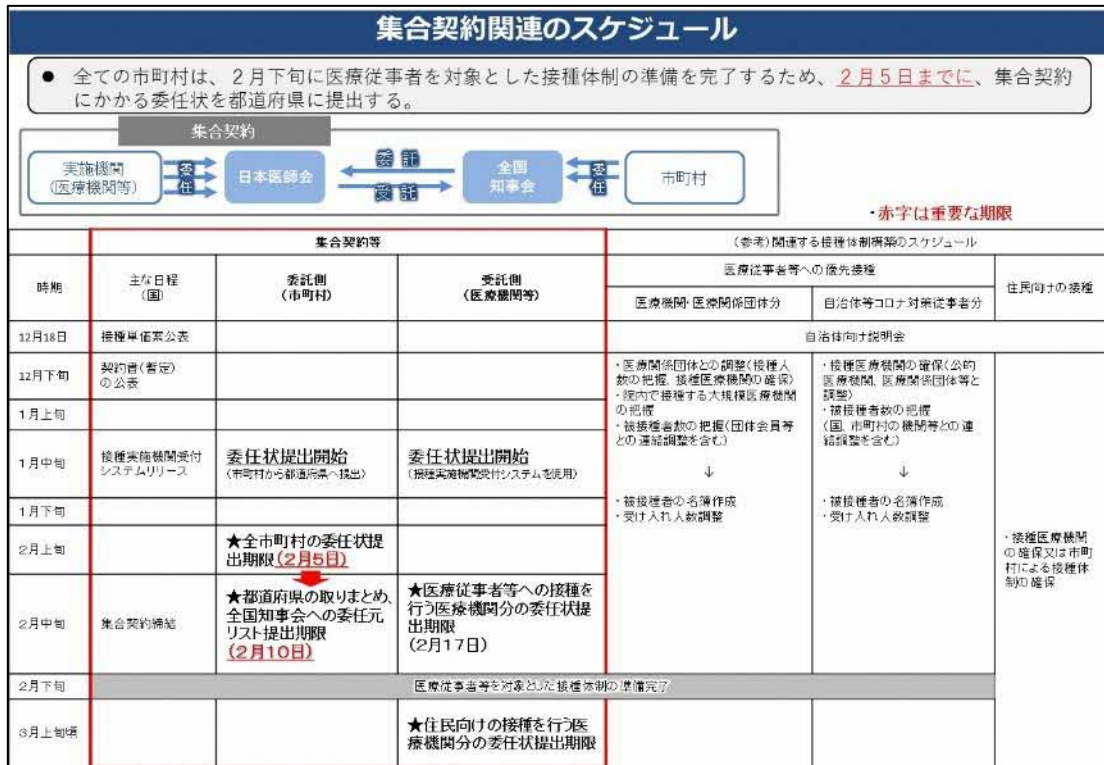 集合契約関連のスケジュール
● 全ての市町村は、２月下旬に医療従事者を対象とした接種体制の準備を完了するため、２月５日までに、集合契約
にかかる委任状を都道府県に提出する。
集合契約
実施機関
(医療機関等)
委任
日本医師会
委託
受託
全国
知事会
委任
市町村
・赤字は重要な期限
集合契約等
(参考)関連する接種体制構築のスケジュール
時期
主な日程
(国)
委託側
(市町村)
受託側
(医療機関等)
医療従事者等への優先接種
医療機関・医療関係団体分
自治体等コロナ対策従事者分
住民向けの接種
12月18日
接種単価案公表
自治体向け説明会
12月下旬
契約書(暫定)
の公表
・医療関係団体との調整(接種人
数の把握、接種医療機関の確保)
・院内で接種する大規模医療機関
の把握
・被接種者数の把握(団体会員等
との連絡調整を含む)
↓
・被接種者の名簿作成
・受け入れ人数調整
・接種医療機関の確保(公的
医療機関、医療関係団体等と
調整)
・被接種者数の把握
(国、市町村の機関等との連
絡調整を含む)
↓
・被接種者の名簿作成
・受け入れ人数調整
1月上旬
1月中旬
接種実施機関受付
システムリリース
委任状提出開始
(市町村から都道府県へ提出)
委任状提出開始
(接種実施機関受付システムを使用)
1月下旬
2月上旬
★全市町村の委任状提
出期限(2月5日)
・接種医療機関
の確保又は市町
村による接種体
制の確保
2月中旬
集合契約締結
★都道府県の取りまとめ、
全国知事会への委任元
リスト提出期限
(2月10日)
★医療従事者等への接種を
行う医療機関分の委任状提
出期限
(2月17日)
2月下旬
医療従事者等を対象とした接種体制の準備完了
3月上旬頃
★住民向けの接種を行う医
療機関分の委任状提出期限